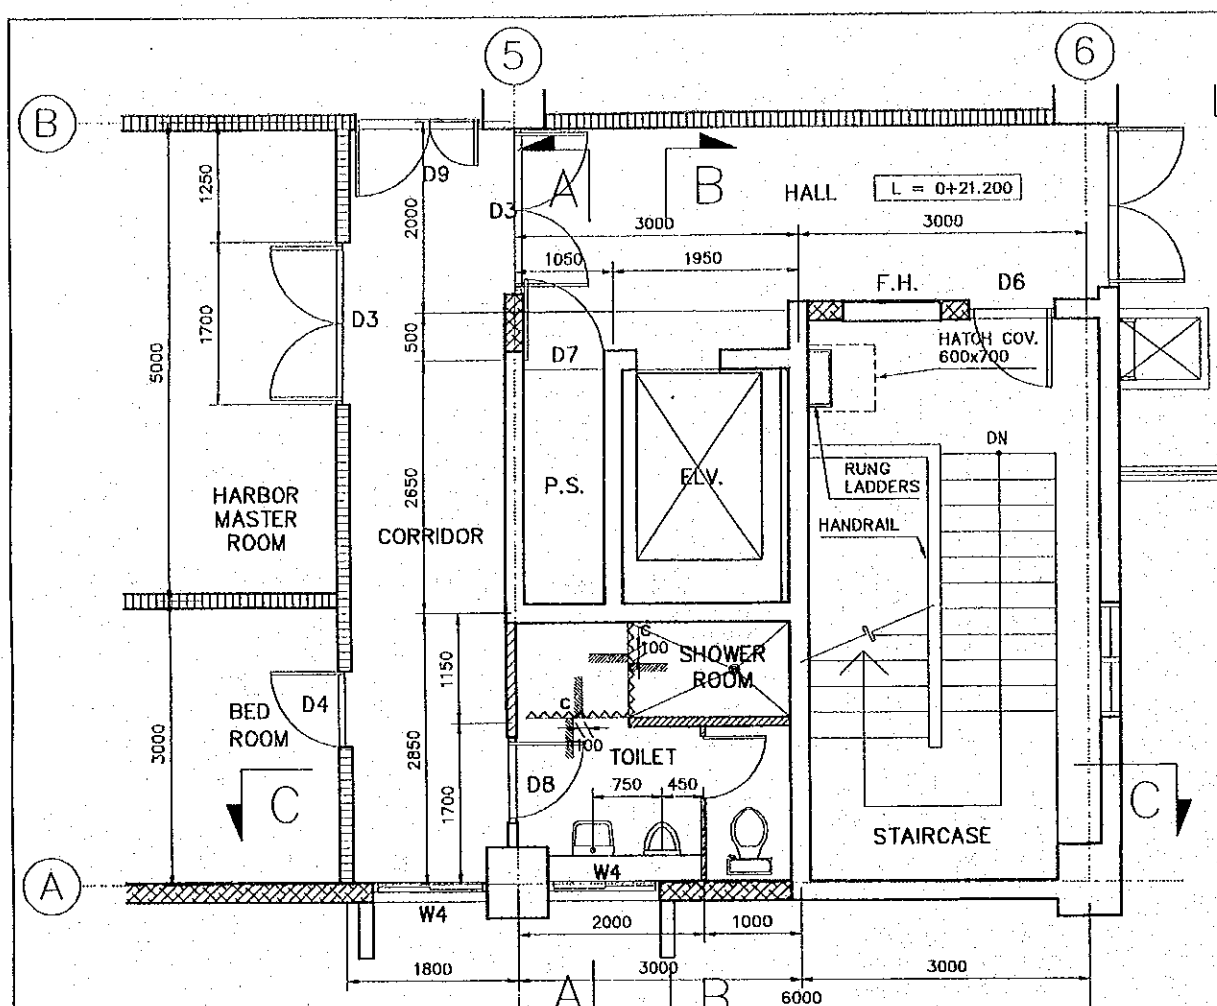 5
6
B
D9
A
B
HALL
L = 0+21.200
1250
2000
D3
3000
3000
1050
1950
F.H.
D6
1700
D3
5000
500
D7
HATCH COV.
600x700
DN
P.S.
ELV.
RUNG
LADDERS
HARBOR
MASTER
ROOM
2650
CORRIDOR
HANDRAIL
C
100
SHOWER
ROOM
1150
C
100
BED
ROOM
D4
3000
2850
TOILET
D8
750
450
1700
C
C
STAIRCASE
A
W4
W4
2000
1000
1800
3000
3000
A
B
6000